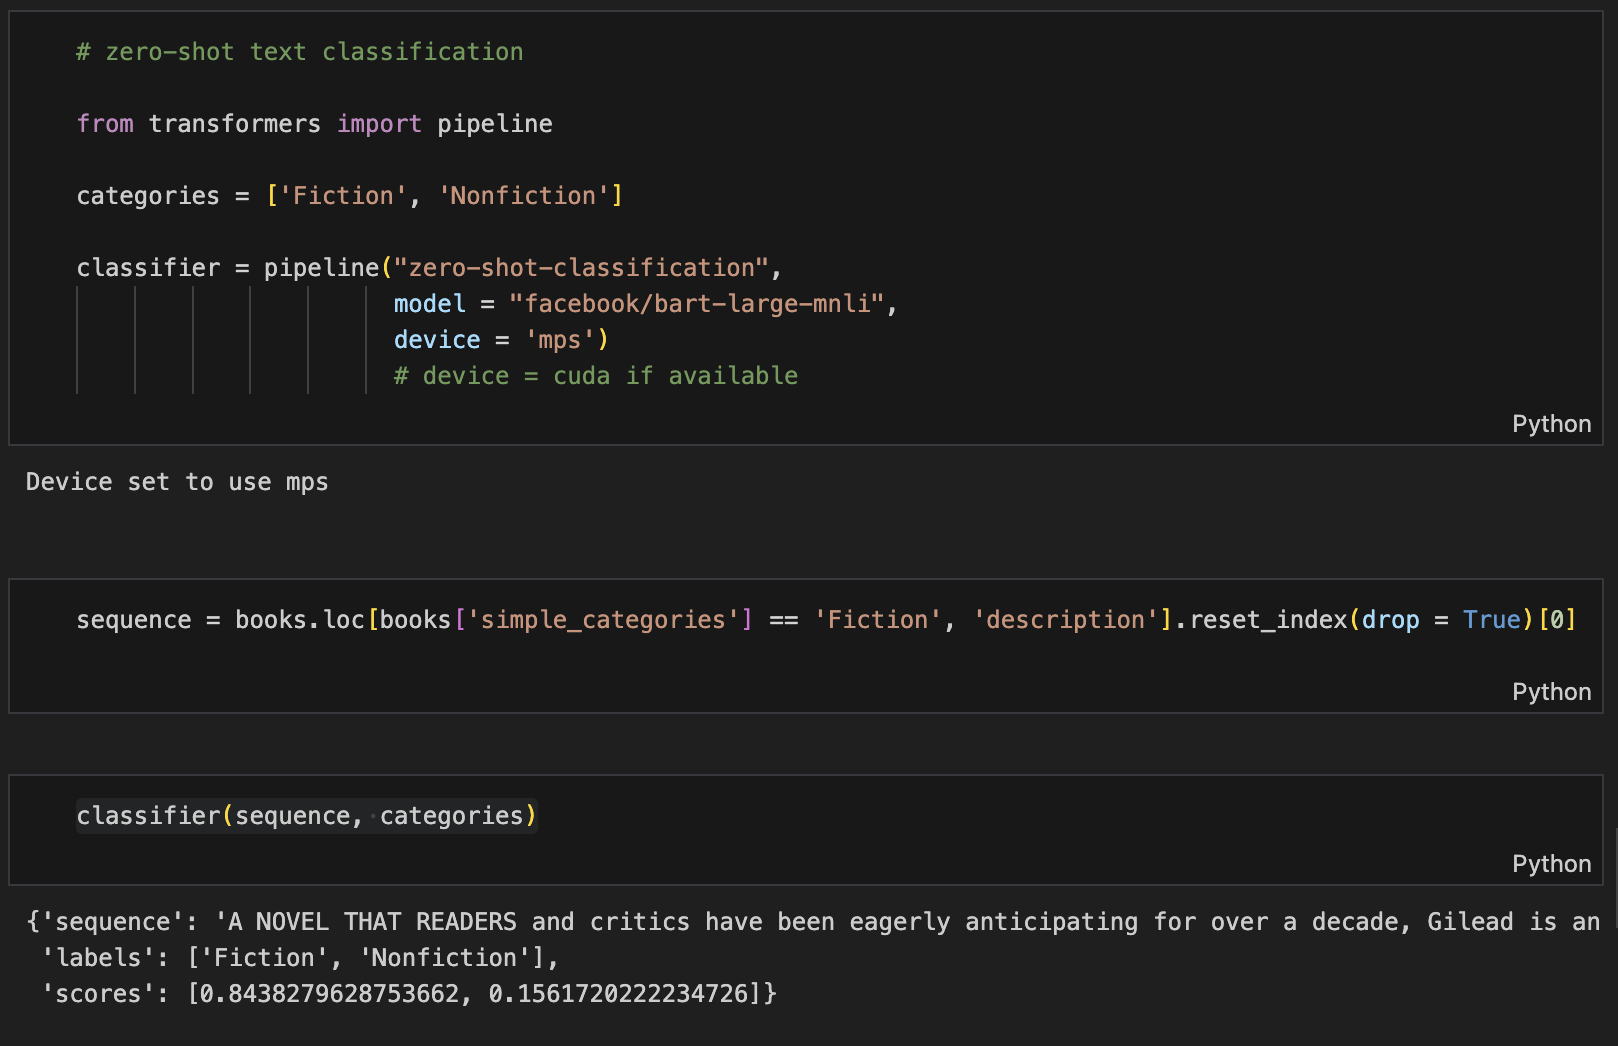 # zero-shot text classification
from transformers import pipeline
categories = ['Fiction', 'Nonfiction']
classifier = pipeline("zero-shot-classification",
model = "facebook/bart-large-mnli",
device = 'mps')
# device = cuda if available
Python
Device set to use mps
sequence = books.loc[books['simple_categories'] == 'Fiction', 'description'].reset_index(drop = True)[0]
Python
classifier(sequence, categories)
Python
{'sequence': 'A NOVEL THAT READERS and critics have been eagerly anticipating for over a decade, Gilead is an
'labels': ['Fiction', 'Nonfiction'],
'scores': [0.8438279628753662, 0.1561720222234726]}